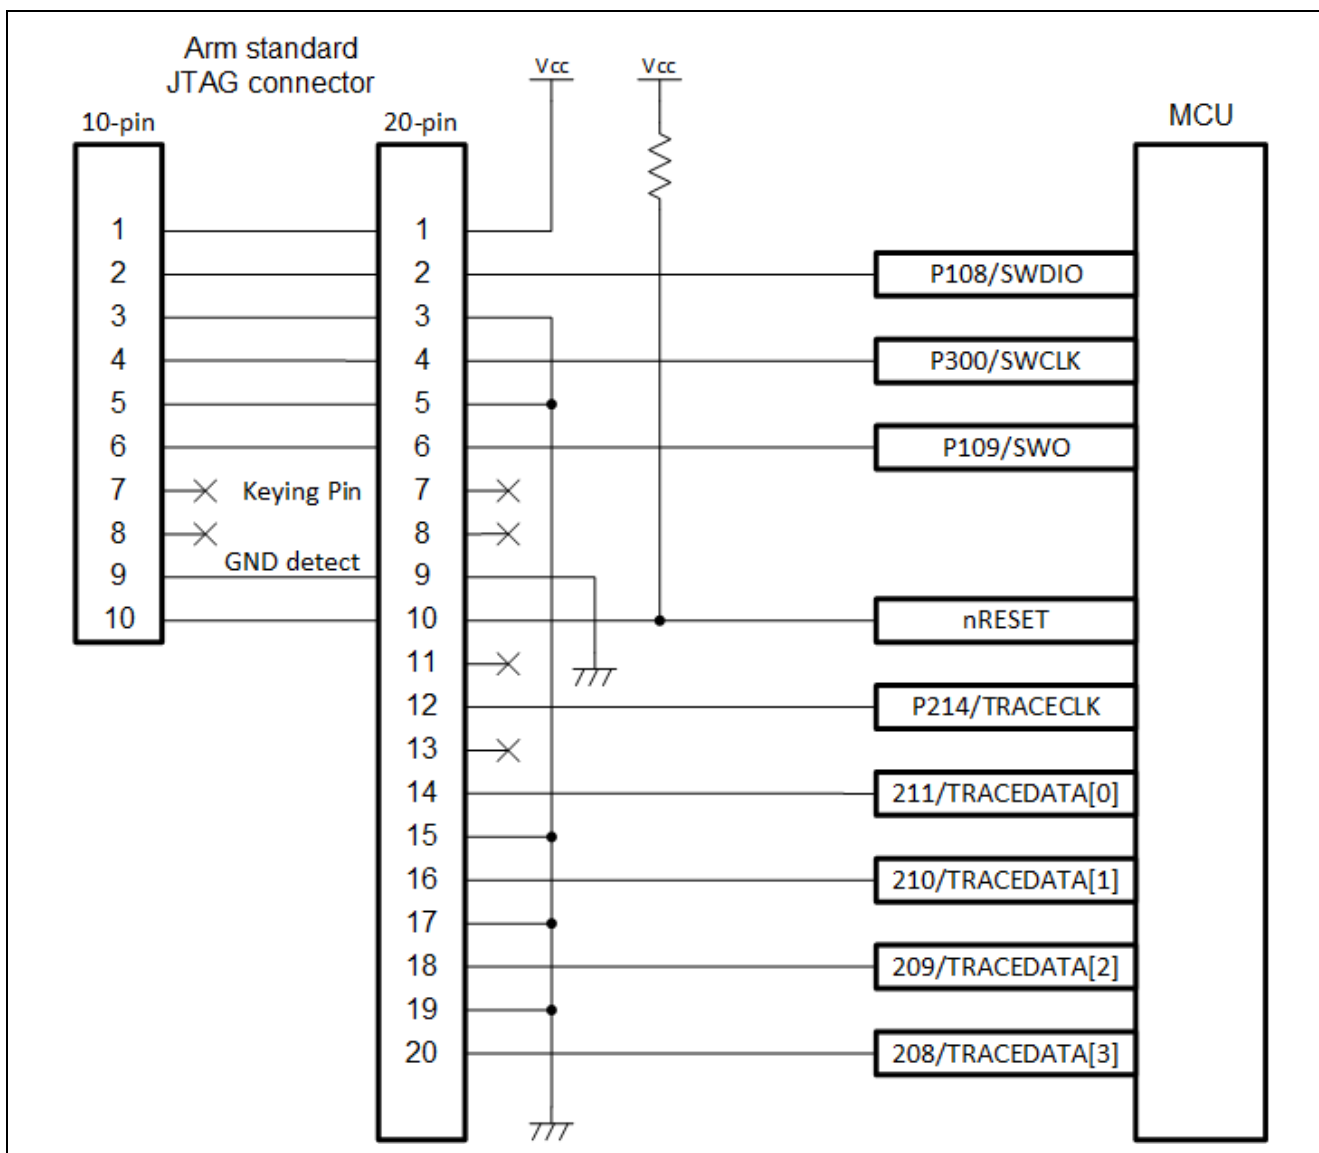 Arm standard
JTAG connector
Vcc
Vcc
10-pin
20-pin
MCU
1
1
2
2
P108/SWDIO
3
3
4
4
P300/SWCLK
5
5
6
6
P109/SWO
7
Keying Pin
7
8
8
GND detect
9
9
10
10
nRESET
11
12
P214/TRACECLK
13
14
211/TRACEDATA[0]
15
16
210/TRACEDATA[1]
17
18
209/TRACEDATA[2]
19
20
208/TRACEDATA[3]